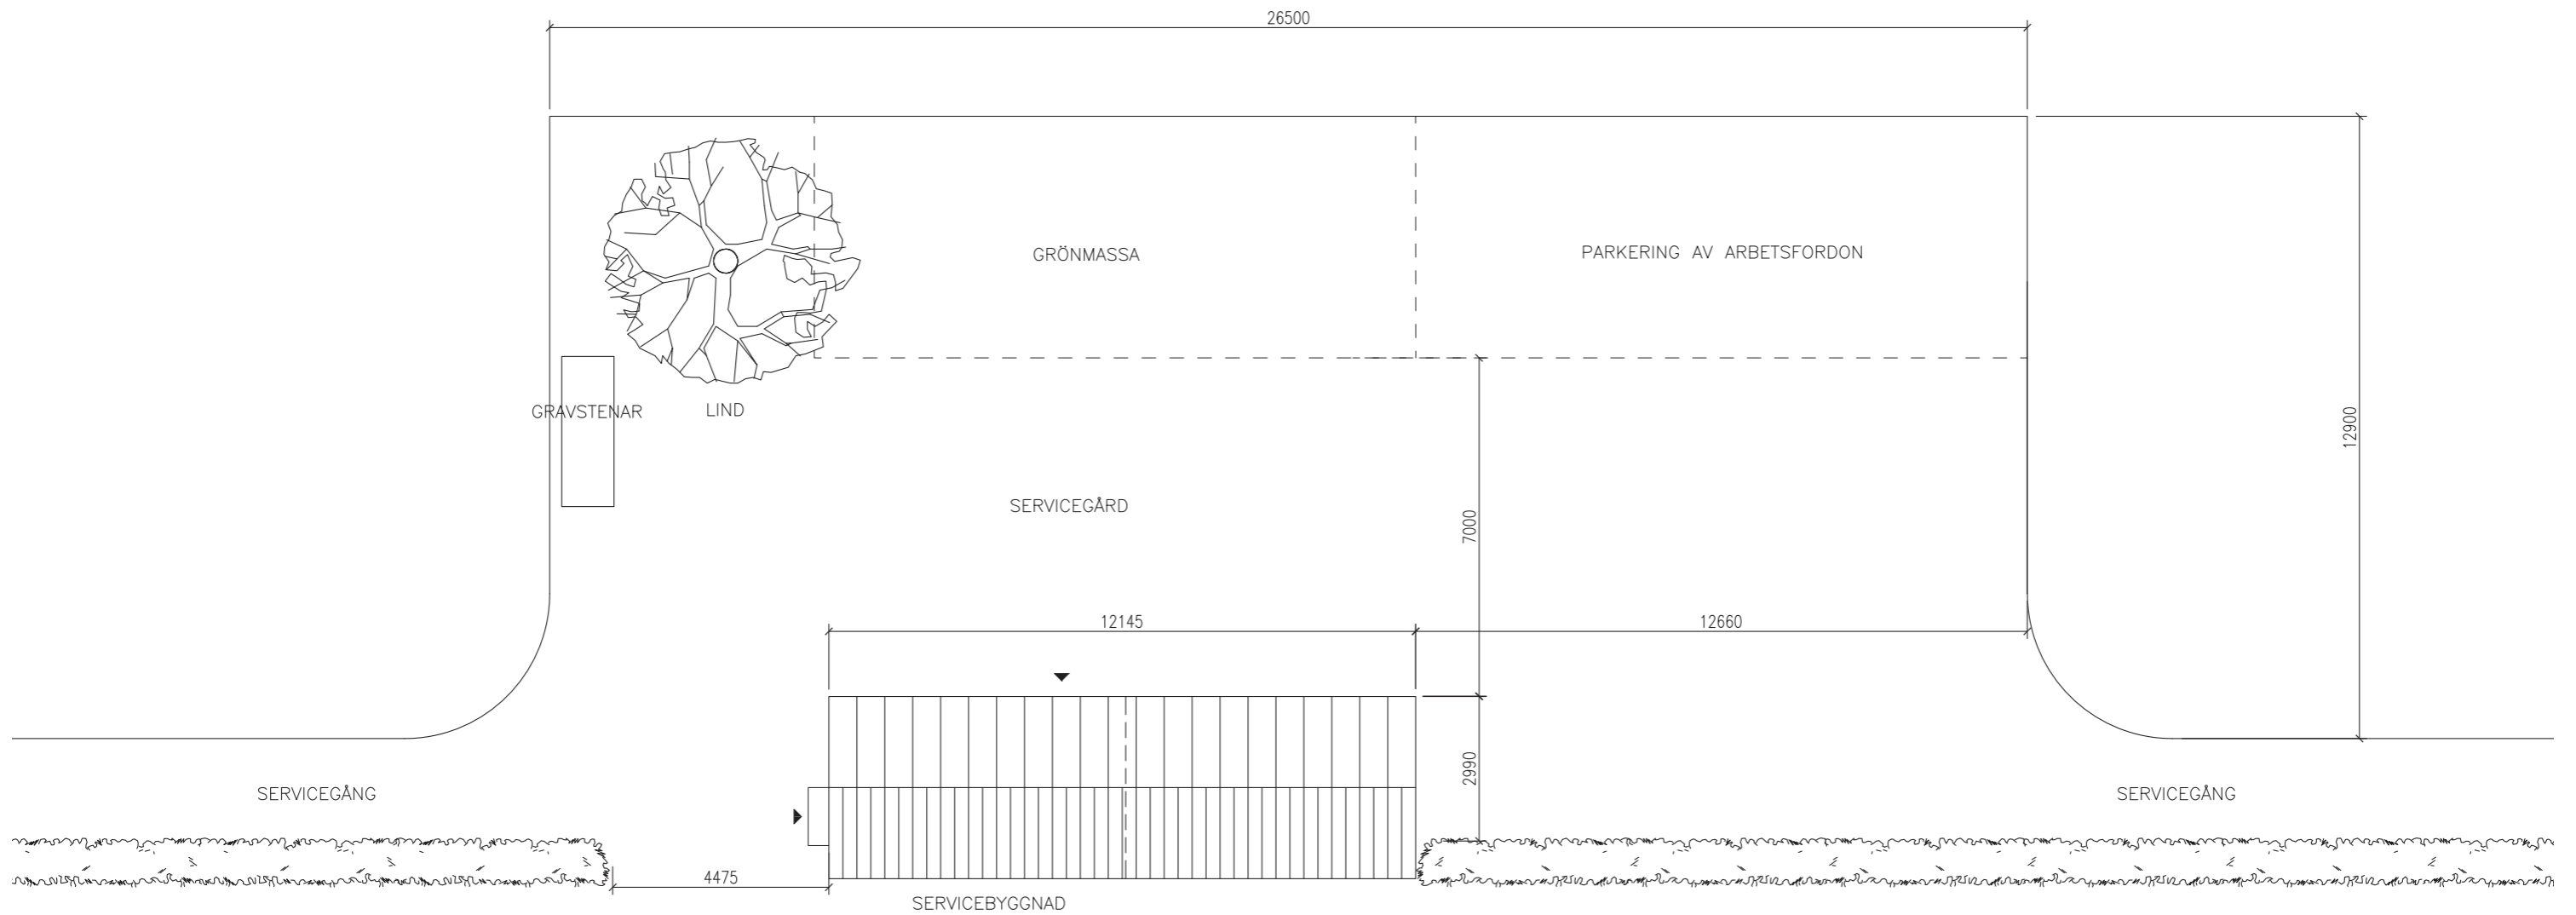 26500
GRÖNMASSA
PARKERING AV ARBETSFORDON
GRAVSTENAR
LIND
12900
SERVICEGÅRD
7000
12145
12660
2990
SERVICEGÅNG
SERVICEGÅNG
4475
SERVICEBYGGNAD